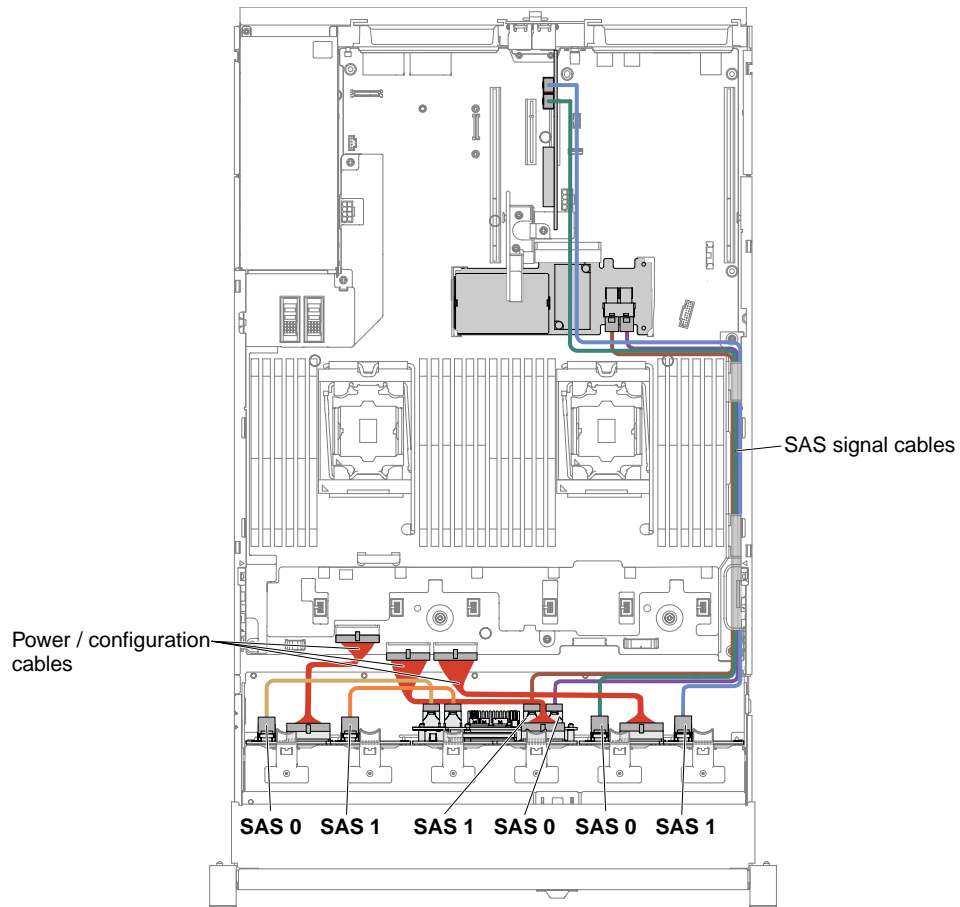 SAS signal cables
Power / configuration
cables
SAS 0 SAS 1 SAS 1 SAS 0 SAS 0 SAS 1